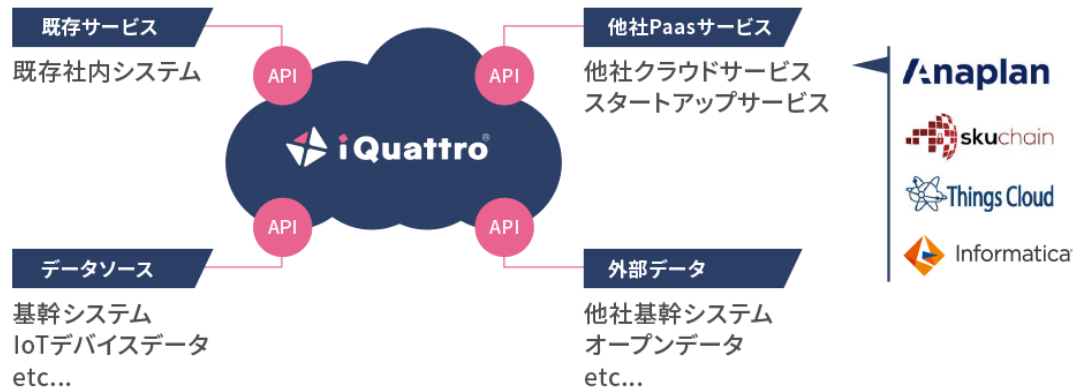 既存サービス
既存社内システム
API
API
他社Paasサービス
他社クラウドサービス
スタートアップサービス
iQuattro®
データソース
基幹システム
IoTデバイスデータ
etc...
API
API
外部データ
他社基幹システム
オープンデータ
etc...
Anaplan
skuchain
Things Cloud
Informatica